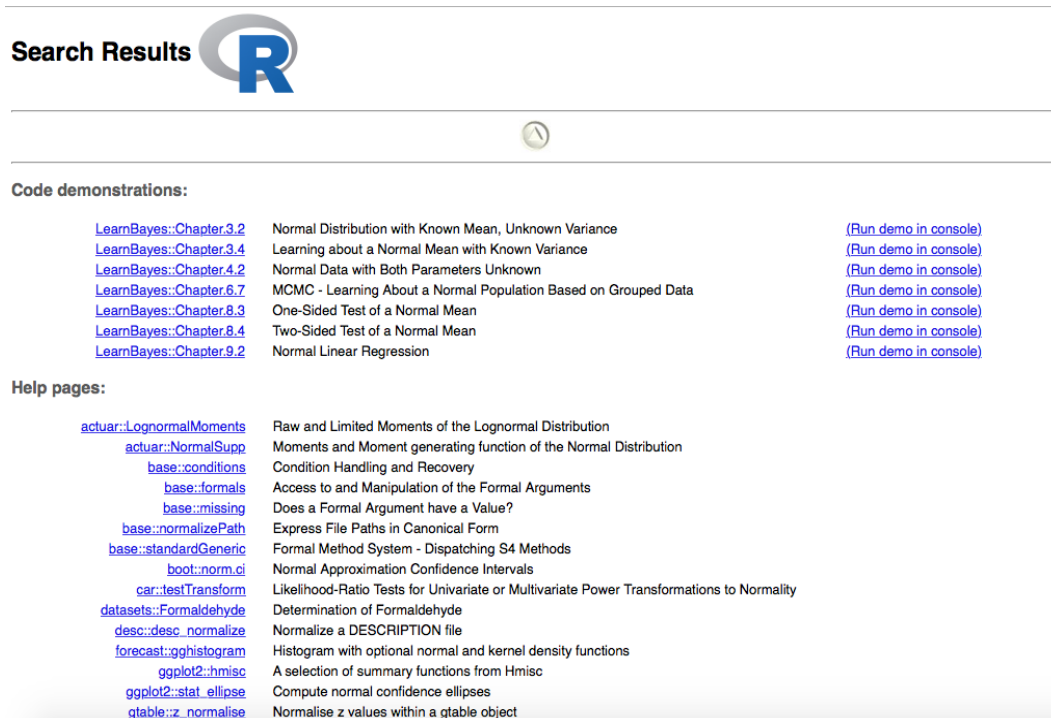 Search Results R
Code demonstrations:
LearnBayes::Chapter.3.2 Normal Distribution with Known Mean, Unknown Variance (Run demo in console)
LearnBayes::Chapter.3.4 Learning about a Normal Mean with Known Variance (Run demo in console)
LearnBayes::Chapter.4.2 Normal Data with Both Parameters Unknown (Run demo in console)
LearnBayes::Chapter.6.7 MCMC - Learning About a Normal Population Based on Grouped Data (Run demo in console)
LearnBayes::Chapter.8.3 One-Sided Test of a Normal Mean (Run demo in console)
LearnBayes::Chapter.8.4 Two-Sided Test of a Normal Mean (Run demo in console)
LearnBayes::Chapter.9.2 Normal Linear Regression (Run demo in console)
Help pages:
actuar::LognormalMoments Raw and Limited Moments of the Lognormal Distribution
actuar::NormalSupp Moments and Moment generating function of the Normal Distribution
base::conditions Condition Handling and Recovery
base::formals Access to and Manipulation of the Formal Arguments
base::missing Does a Formal Argument have a Value?
base::normalizePath Express File Paths in Canonical Form
base::standardGeneric Formal Method System - Dispatching S4 Methods
boot::norm.ci Normal Approximation Confidence Intervals
car::testTransform Likelihood-Ratio Tests for Univariate or Multivariate Power Transformations to Normality
datasets::Formaldehyde Determination of Formaldehyde
desc::desc_normalize Normalize a DESCRIPTION file
forecast::gghistogram Histogram with optional normal and kernel density functions
ggplot2::hmisc A selection of summary functions from Hmisc
ggplot2::stat_ellipse Compute normal confidence ellipses
gtable::z_normalise Normalise z values within a gtable object